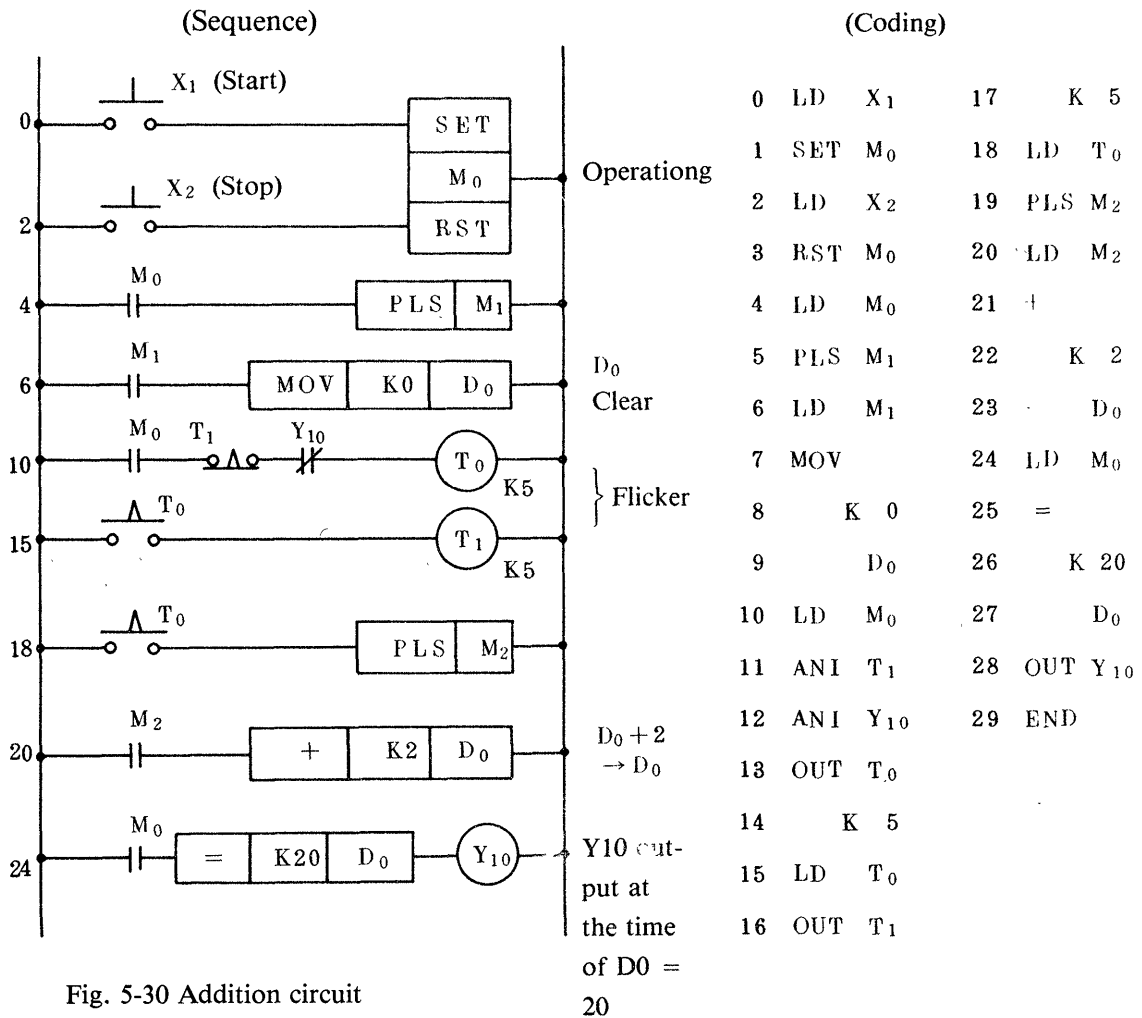 (Sequence)
X1 (Start)
0
SET
M0
Operationg
X2 (Stop)
2
RST
M0
4
PLS M1
M1
6
MOV K0 D0
D0
Clear
M0 T1 Y10
10
T0
K5
} Flicker
T0
15
T1
K5
T0
18
PLS M2
M2
20
+ K2 D0
D0 + 2
→ D0
M0
24
= K20 D0 Y10
Y10
put at
the time
of D0 =
20
Fig. 5-30 Addition circuit
(Coding)
0 LD X1
1 SET M0
2 LD X2
3 RST M0
4 LD M0
5 PLS M1
6 LD M1
7 MOV
8 K 0
9 D0
10 LD M0
11 ANI T1
12 ANI Y10
13 OUT T0
14 K 5
15 LD T0
16 OUT T1
17 K 5
18 LD T0
19 PLS M2
20 LD M2
21 +
22 K 2
23 D0
24 LD M0
25 =
26 K 20
27 D0
28 OUT Y10
29 END